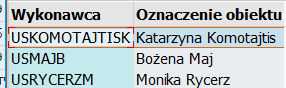 Wykonawca Oznaczenie obiektu
USKOMOTAJTISK Katarzyna Komotajtis
USMAJB Bożena Maj
USRYCERZM Monika Rycerz